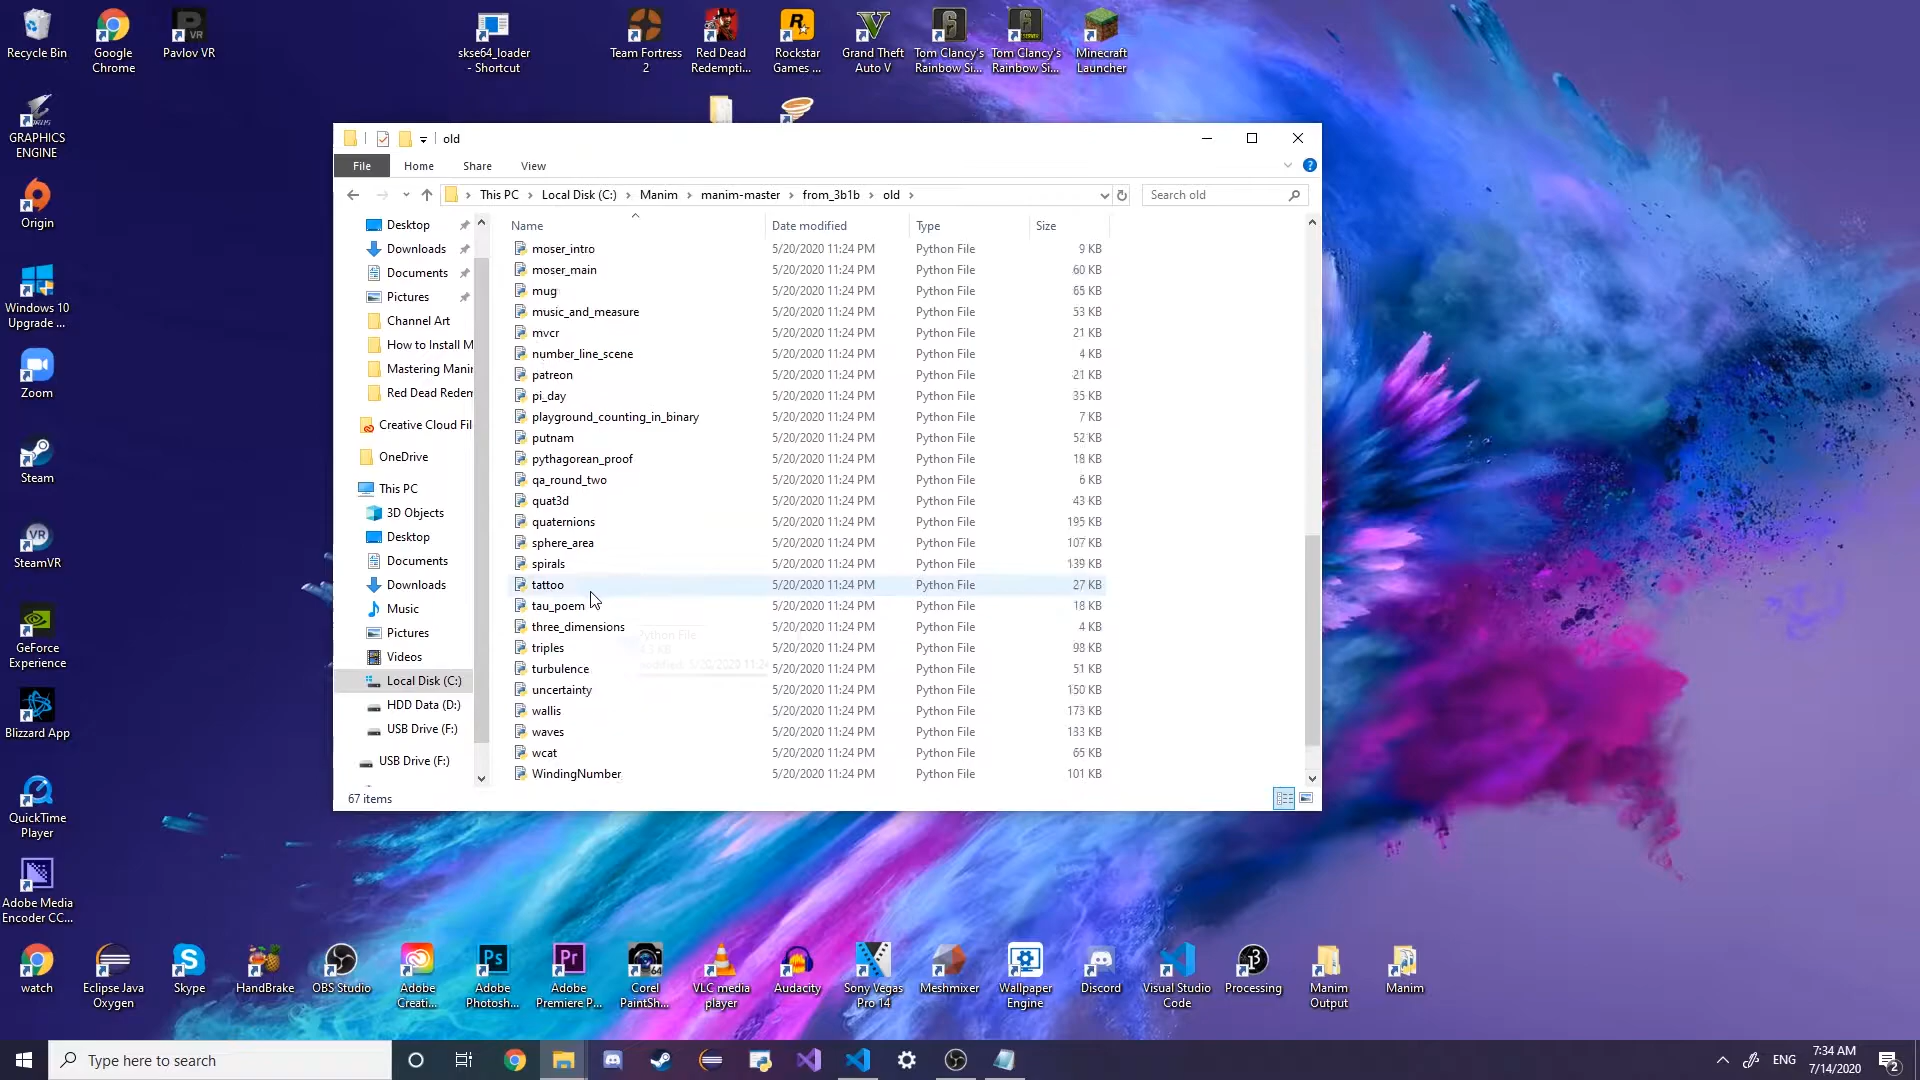 Recycle Bin
Google
Chrome
Pavlov VR
skse64_loader
- Shortcut
Team Fortress
2
Red Dead
Redempti...
Rockstar
Games ...
Grand Theft
Auto V
Tom Clancy's
Rainbow Si...
Tom Clancy's
Rainbow Si...
Minecraft
Launcher
GRAPHICS
ENGINE
Origin
Windows 10
Upgrade ...
Zoom
Steam
SteamVR
GeForce
Experience
Blizzard App
QuickTime
Player
Adobe Media
Encoder CC...
old
File Home Share View
This PC Local Disk (C:) Manim manim-master from_3b1b old
Search old
Desktop
Downloads
Documents
Pictures
Channel Art
How to Install M
Mastering Manir
Red Dead Redem
Creative Cloud Fil
OneDrive
This PC
3D Objects
Desktop
Documents
Downloads
Music
Pictures
Videos
Local Disk (C:)
HDD Data (D:)
USB Drive (F:)
USB Drive (F:)
Name Date modified Type Size
moser_intro 5/20/2020 11:24 PM Python File 9 KB
moser_main 5/20/2020 11:24 PM Python File 60 KB
mug 5/20/2020 11:24 PM Python File 65 KB
music_and_measure 5/20/2020 11:24 PM Python File 53 KB
mvcr 5/20/2020 11:24 PM Python File 21 KB
number_line_scene 5/20/2020 11:24 PM Python File 4 KB
patreon 5/20/2020 11:24 PM Python File 21 KB
pi_day 5/20/2020 11:24 PM Python File 35 KB
playground_counting_in_binary 5/20/2020 11:24 PM Python File 7 KB
putnam 5/20/2020 11:24 PM Python File 52 KB
pythagorean_proof 5/20/2020 11:24 PM Python File 18 KB
qa_round_two 5/20/2020 11:24 PM Python File 6 KB
quat3d 5/20/2020 11:24 PM Python File 43 KB
quaternions 5/20/2020 11:24 PM Python File 195 KB
sphere_area 5/20/2020 11:24 PM Python File 107 KB
spirals 5/20/2020 11:24 PM Python File 139 KB
tattoo 5/20/2020 11:24 PM Python File 27 KB
tau_poem 5/20/2020 11:24 PM Python File 18 KB
three_dimensions 5/20/2020 11:24 PM Python File 4 KB
triples 5/20/2020 11:24 PM Python File 98 KB
turbulence 5/20/2020 11:24 PM Python File 51 KB
uncertainty 5/20/2020 11:24 PM Python File 150 KB
wallis 5/20/2020 11:24 PM Python File 173 KB
waves 5/20/2020 11:24 PM Python File 133 KB
wcat 5/20/2020 11:24 PM Python File 65 KB
WindingNumber 5/20/2020 11:24 PM Python File 101 KB
67 items
watch
Eclipse Java
Oxygen
Skype
HandBrake
OBS Studio
Adobe
Creati...
Adobe
Photosh...
Adobe
Premiere P...
Corel
PaintSh...
VLC media
player
Audacity
Sony Vegas
Pro 14
Meshmixer
Wallpaper
Engine
Discord
Visual Studio
Code
Processing
Manim
Output
Manim
Type here to search
ENG
7:34 AM
7/14/2020
2